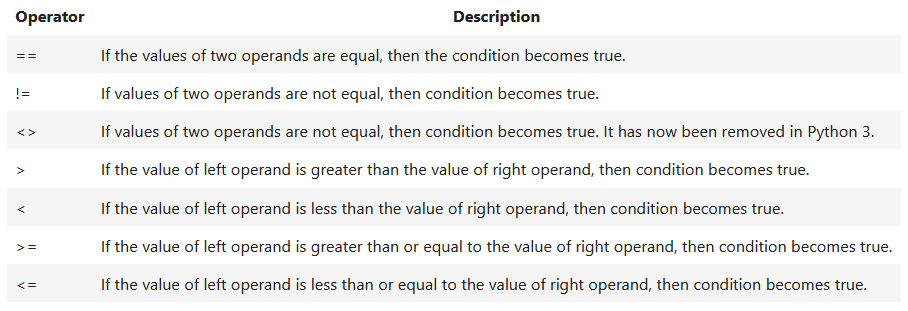 Operator Description
== If the values of two operands are equal, then the condition becomes true.
!= If values of two operands are not equal, then condition becomes true.
<> If values of two operands are not equal, then condition becomes true. It has now been removed in Python 3.
> If the value of left operand is greater than the value of right operand, then condition becomes true.
< If the value of left operand is less than the value of right operand, then condition becomes true.
>= If the value of left operand is greater than or equal to the value of right operand, then condition becomes true.
<= If the value of left operand is less than or equal to the value of right operand, then condition becomes true.